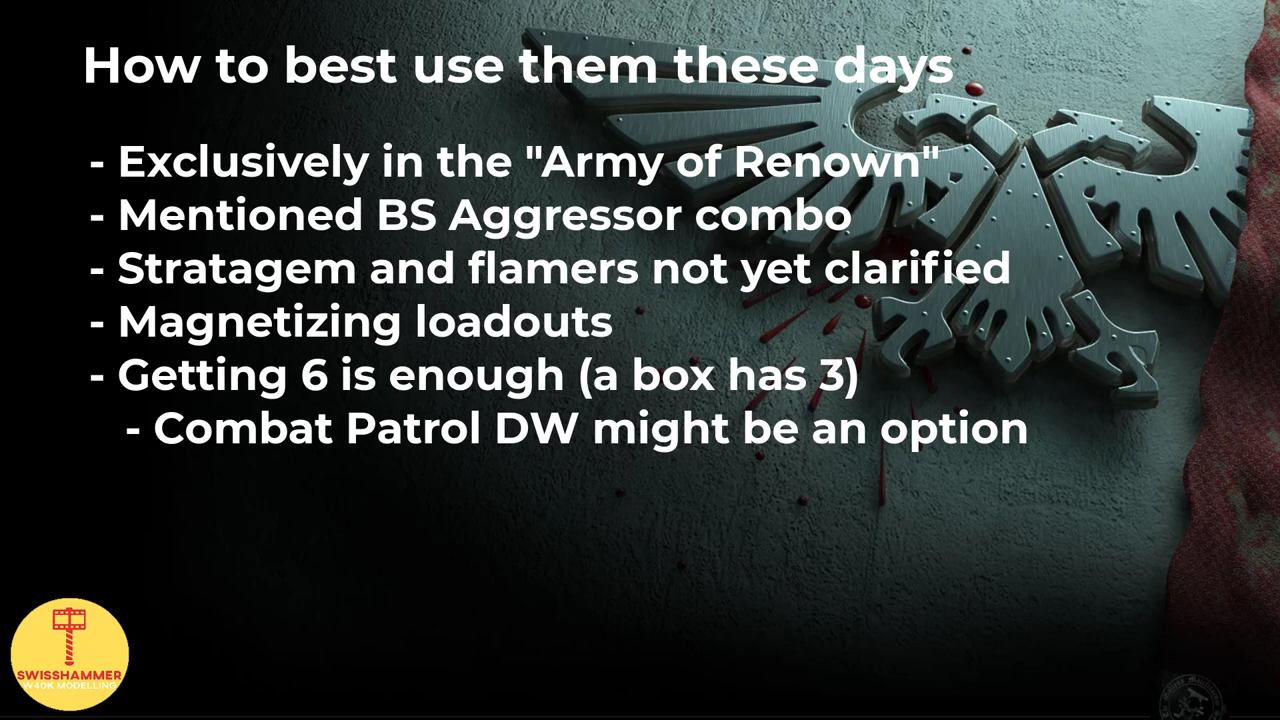 How to best use them these days
- Exclusively in the "Army of Renown"
- Mentioned BS Aggressor combo
- Stratagem and flamers not yet clarified
- Magnetizing loadouts
- Getting 6 is enough (a box has 3)
- Combat Patrol DW might be an option
SWISSHAMMER
W40K MODELLING